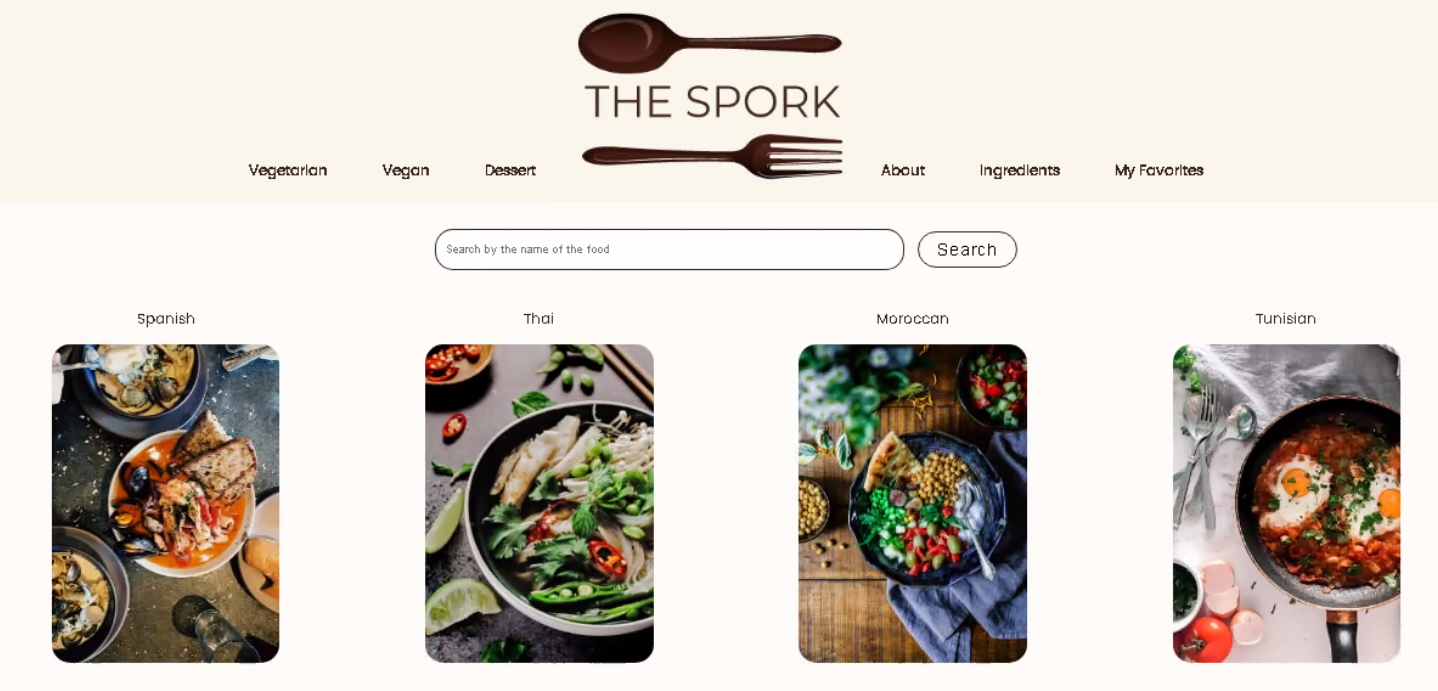 THE SPORK
Vegetarian Vegan Dessert About Ingredients My Favorites
Search by the name of the food Search
Spanish Thai Moroccan Tunisian